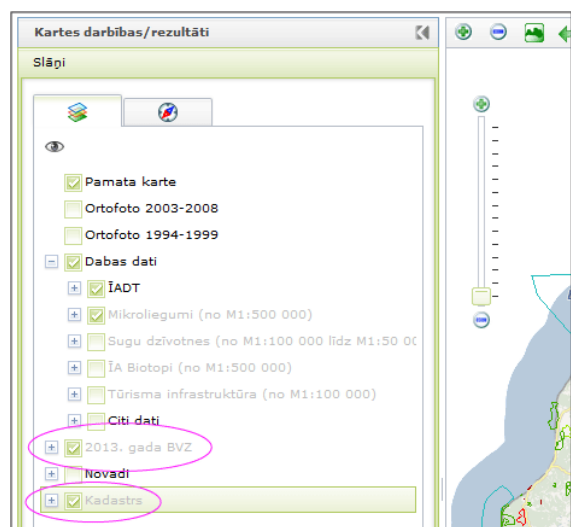 Kartes darbības/rezultāti
Slāņi
Pamata karte
Ortofoto 2003-2008
Ortofoto 1994-1999
Dabas dati
ĪADT
Mikroliegumi (no M1:500 000)
Sugu dzīvotnes (no M1:100 000 līdz M1:50 00
ĪA Biotopi (no M1:500 000)
Tūrisma infrastruktūra (no M1:100 000)
Citi dati
2013. gada BVZ
Novadi
Kadastrs